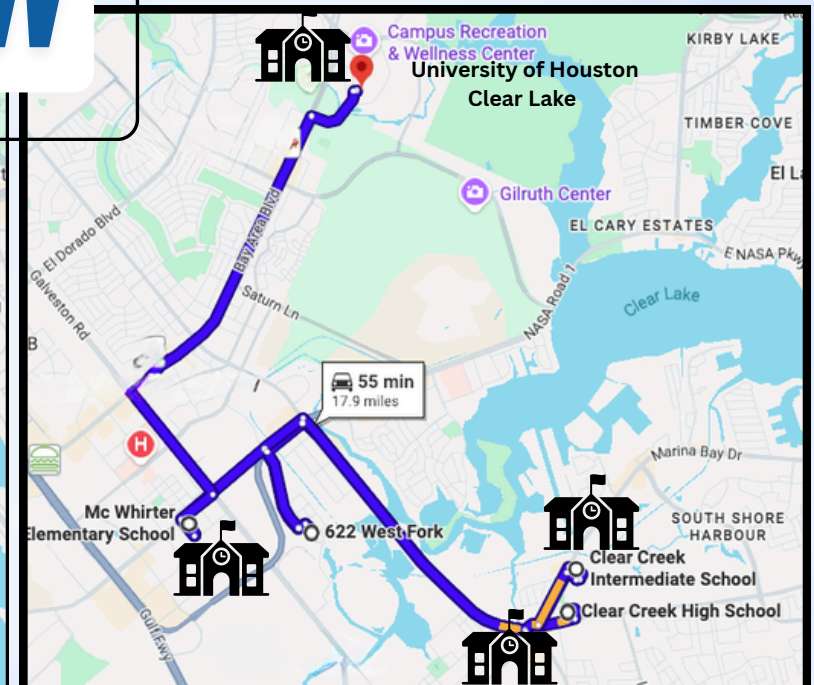 W
Campus Recreation
& Wellness Center
University of Houston
Clear Lake
KIRBY LAKE
TIMBER COVE
El La
Gilruth Center
EL CARY ESTATES
E NASA Pkwy
El Dorado Blvd
Bay Area Blvd
Galveston Rd
Saturn Ln
NASA Road 1
Clear Lake
B
55 min
17.9 miles
H
Marina Bay Dr
Mc Whirter
Elementary School
622 West Fork
SOUTH SHORE
HARBOUR
Clear Creek
Intermediate School
Clear Creek High School
Gulf Fwy